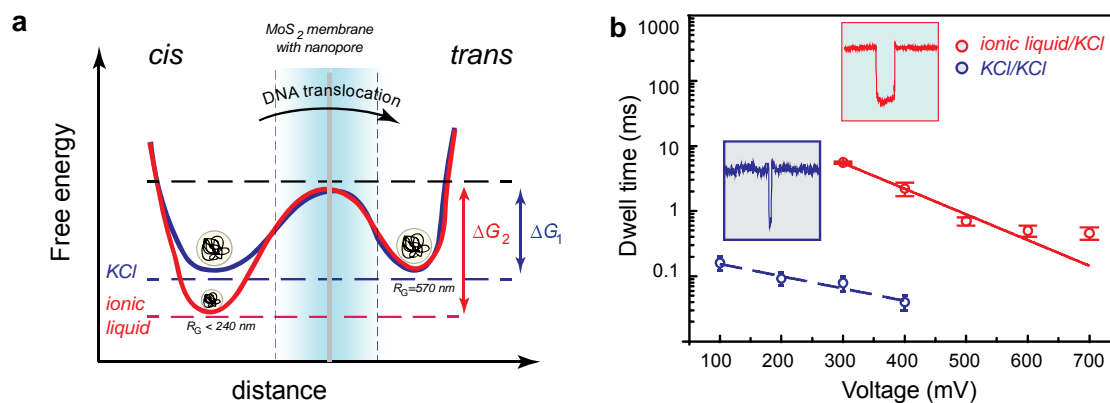 a
MoS2 membrane
with nanopore
cis
trans
DNA translocation
Free energy
ΔG2
ΔG1
KCl
ionic
liquid
RG < 240 nm
RG=570 nm
distance
b
1000
100
10
1
0.1
Dwell time (ms)
ionic liquid/KCl
KCl/KCl
100 200 300 400 500 600 700
Voltage (mV)